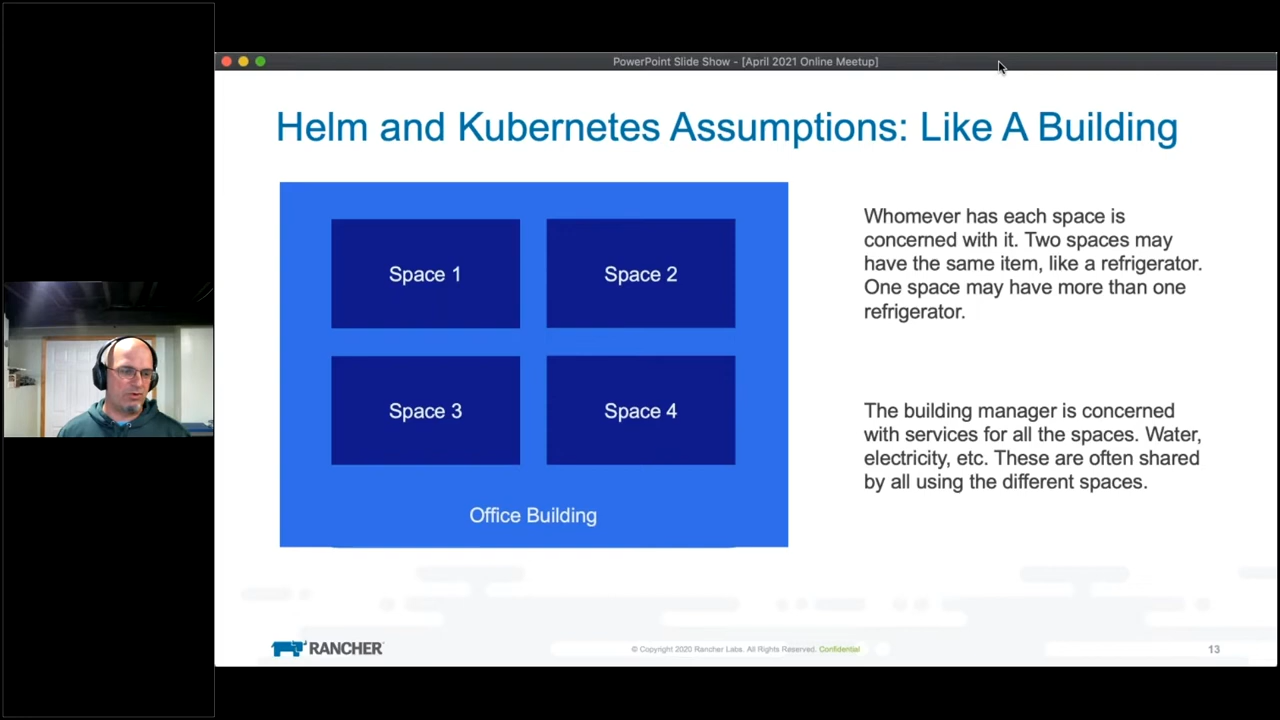 PowerPoint Slide Show - [April 2021 Online Meetup]
Helm and Kubernetes Assumptions: Like A Building
Space 1
Space 2
Space 3
Space 4
Office Building
Whomever has each space is
concerned with it. Two spaces may
have the same item, like a refrigerator.
One space may have more than one
refrigerator.
The building manager is concerned
with services for all the spaces. Water,
electricity, etc. These are often shared
by all using the different spaces.
RANCHER
© Copyright 2020 Rancher Labs. All Rights Reserved. Confidential
13